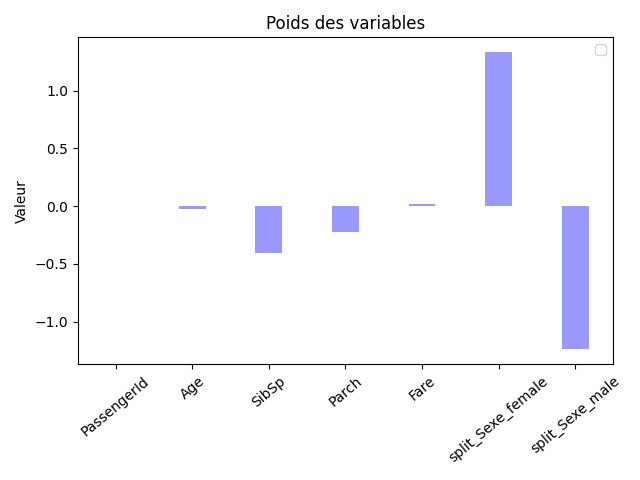 Poids des variables
Valeur
1.0
0.5
0.0
−0.5
−1.0
PassengerId
Age
SibSp
Parch
Fare
split_Sexe_female
split_Sexe_male